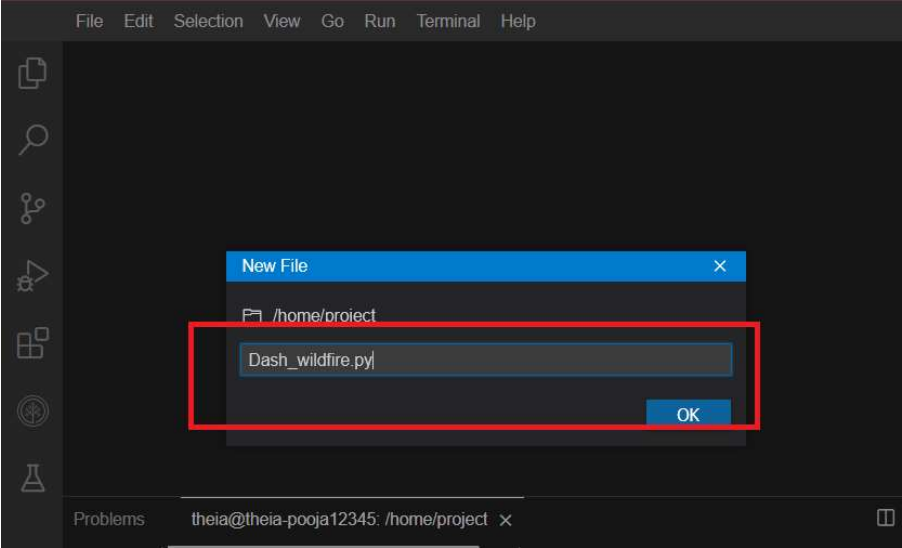 File Edit Selection View Go Run Terminal Help
New File
/home/project
Dash_wildfire.py
OK
Problems theia@theia-pooja12345: /home/project